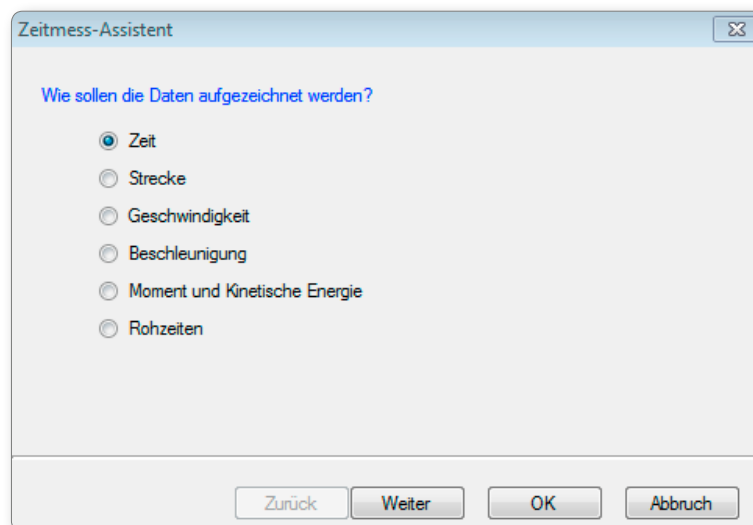 Zeitmess-Assistent
Wie sollen die Daten aufgezeichnet werden?
Zeit
Strecke
Geschwindigkeit
Beschleunigung
Moment und Kinetische Energie
Rohzeiten
Zurück Weiter OK Abbruch